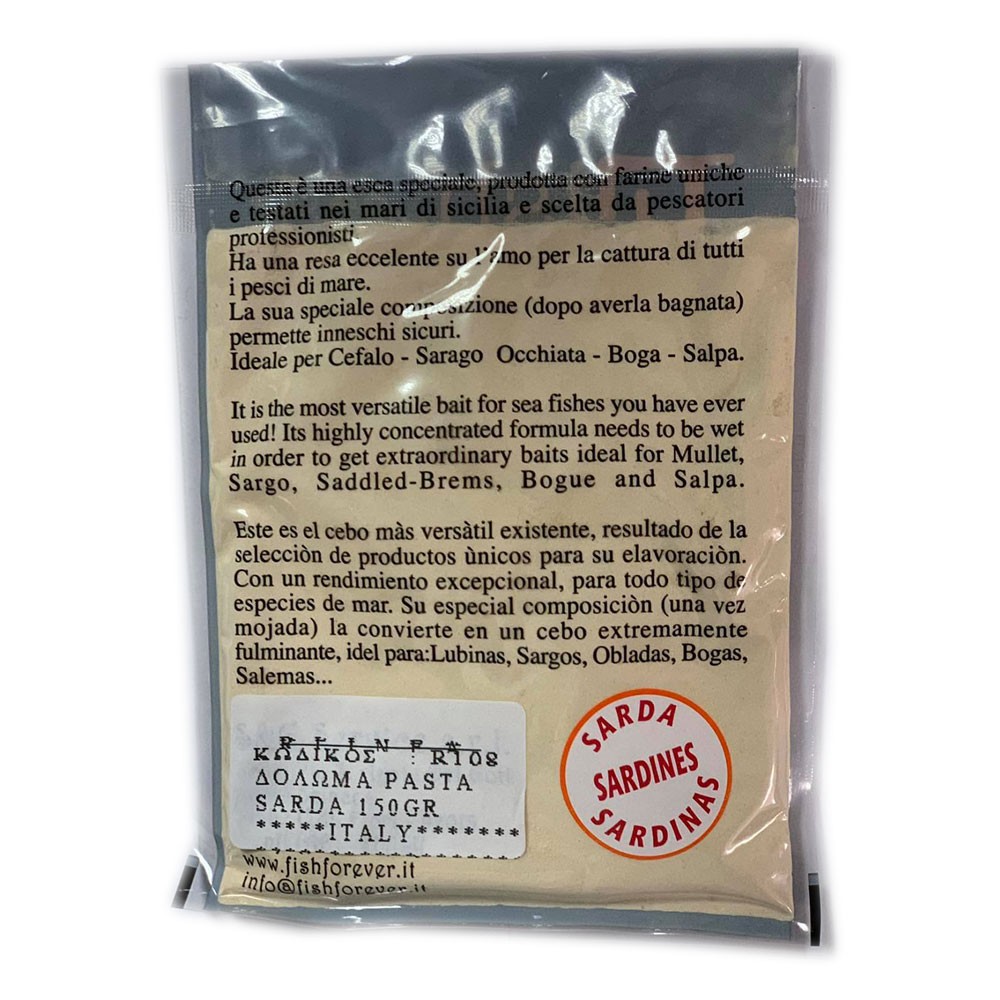 Questa è una esca speciale, prodotta con farine uniche
e testati nei mari di sicilia e scelta da pescatori
professionisti.
Ha una resa eccelente su l'amo per la cattura di tutti
i pesci di mare.
La sua speciale composizione (dopo averla bagnata)
permette inneschi sicuri.
Ideale per Cefalo - Sarago Occhiata - Boga - Salpa.
It is the most versatile bait for sea fishes you have ever
used! Its highly concentrated formula needs to be wet
in order to get extraordinary baits ideal for Mullet,
Sargo, Saddled-Brems, Bogue and Salpa.
Este es el cebo màs versàtil existente, resultado de la
selecciòn de productos ùnicos para su elavoraciòn.
Con un rendimiento excepcional, para todo tipo de
especies de mar. Su especial composiciòn (una vez
mojada) la convierte en un cebo extremamente
fulminante, idel para:Lubinas, Sargos, Obladas, Bogas,
Salemas...
ΚΩΔΙΚΟΣ : R108
ΔΟΛΩΜΑ PASTA
SARDA 150GR
*****ITALY*******
www.fishforever.it
info@fishforever.it
SARDA
SARDINES
SARDINAS